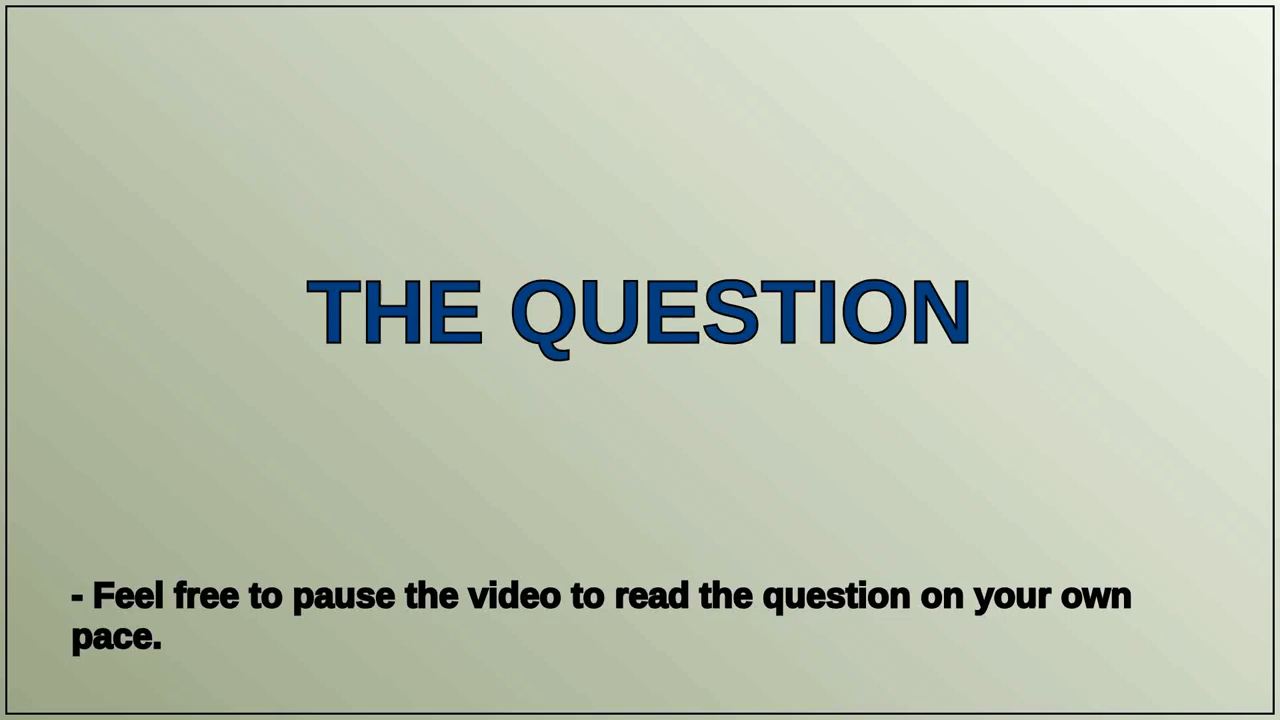 THE QUESTION
- Feel free to pause the video to read the question on your own
pace.